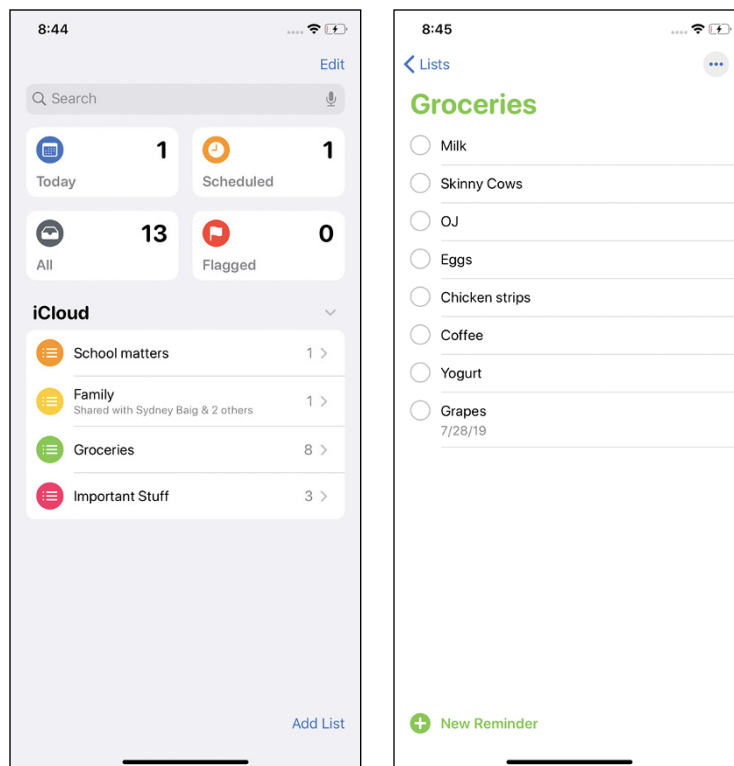 8:44
Edit
Search
1
Today
1
Scheduled
13
All
0
Flagged
iCloud
School matters 1
Family 1
Shared with Sydney Baig & 2 others
Groceries 8
Important Stuff 3
Add List
8:45
Lists
Groceries
Milk
Skinny Cows
OJ
Eggs
Chicken strips
Coffee
Yogurt
Grapes
7/28/19
New Reminder